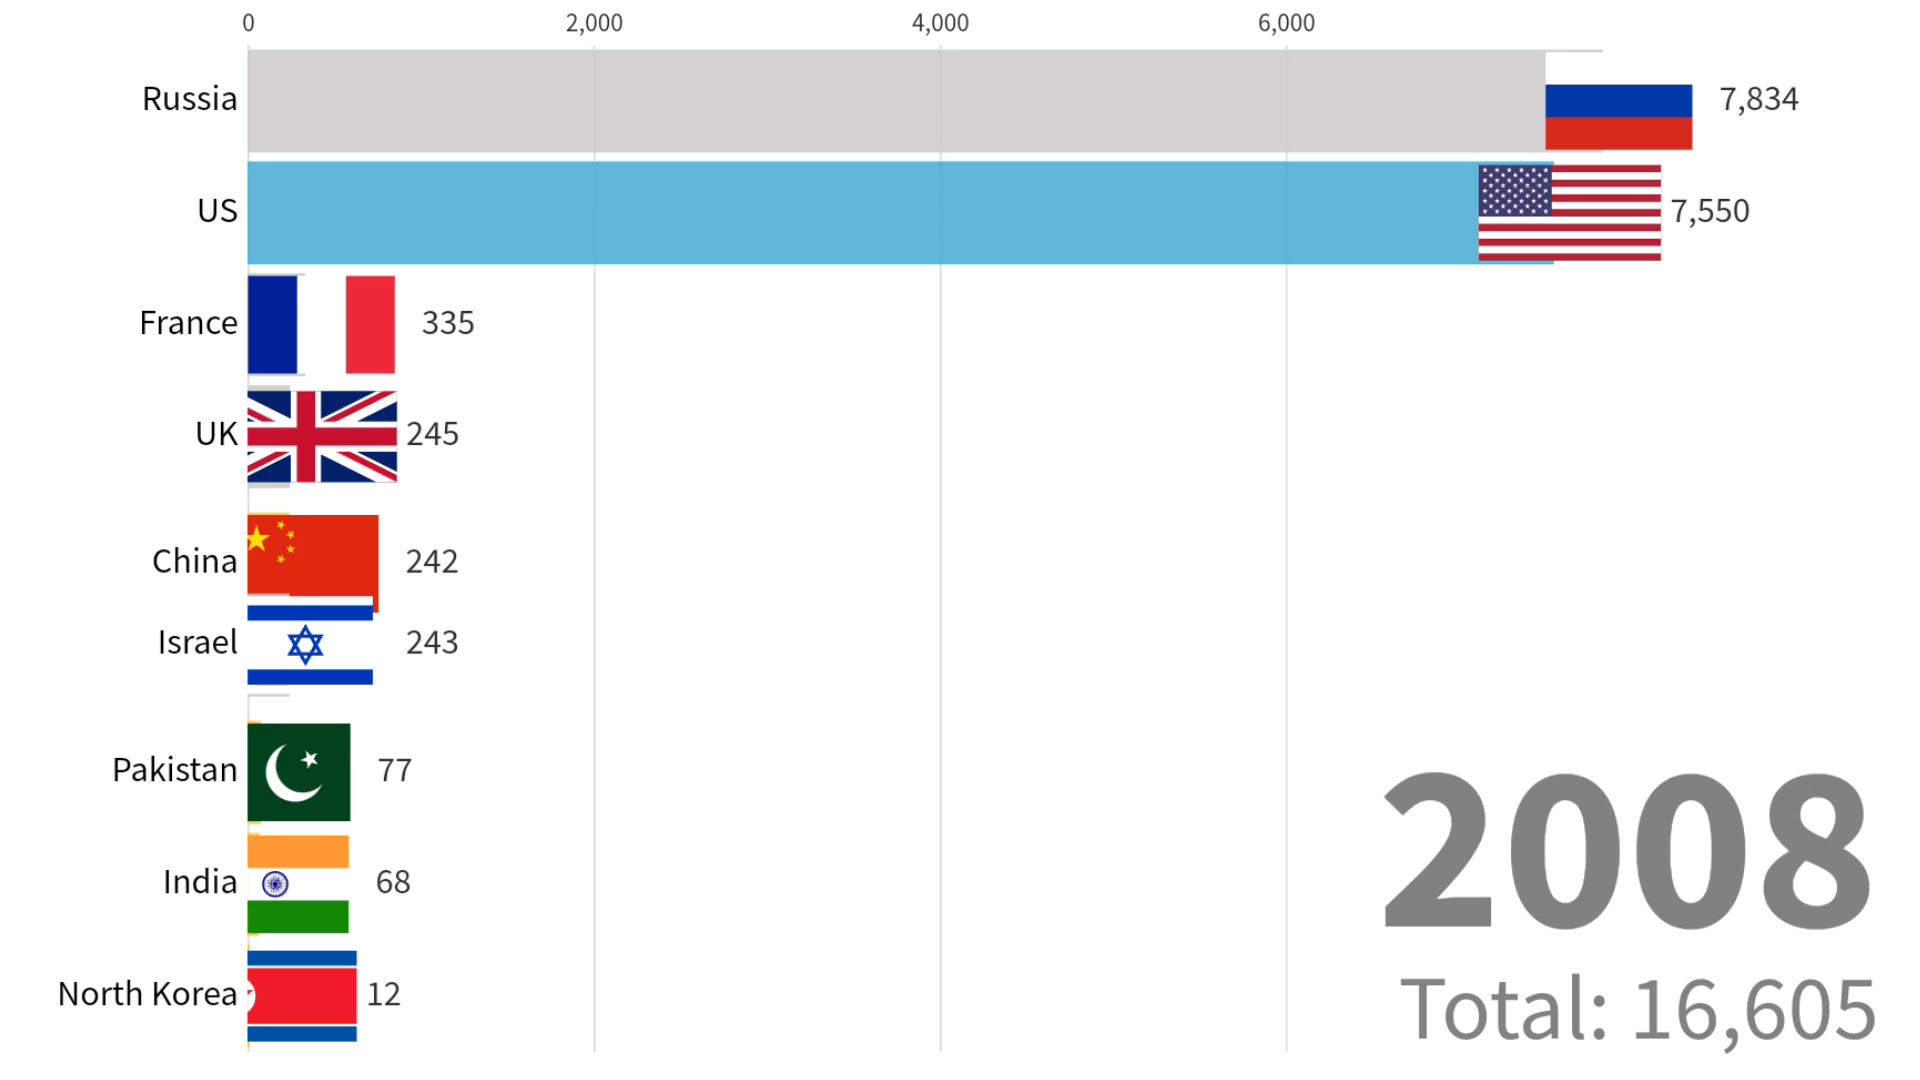 0 2,000 4,000 6,000
Russia 7,834
US 7,550
France 335
UK 245
China 242
Israel 243
Pakistan 77
India 68
North Korea 12
2008
Total: 16,605